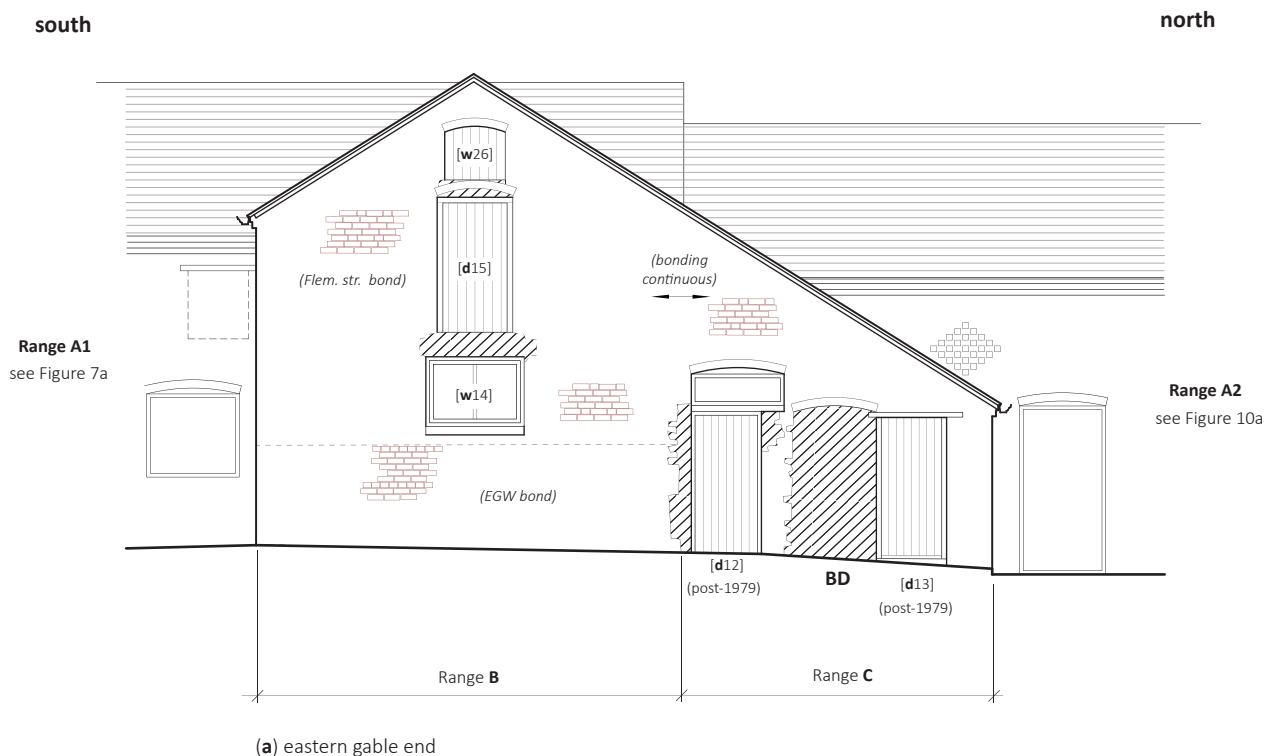 south
north
[w26]
[d15]
(Flem. str. bond)
(bonding
continuous)
Range A1
see Figure 7a
[w14]
Range A2
see Figure 10a
(EGW bond)
[d12]
(post-1979)
BD
[d13]
(post-1979)
Range B
Range C
(a) eastern gable end